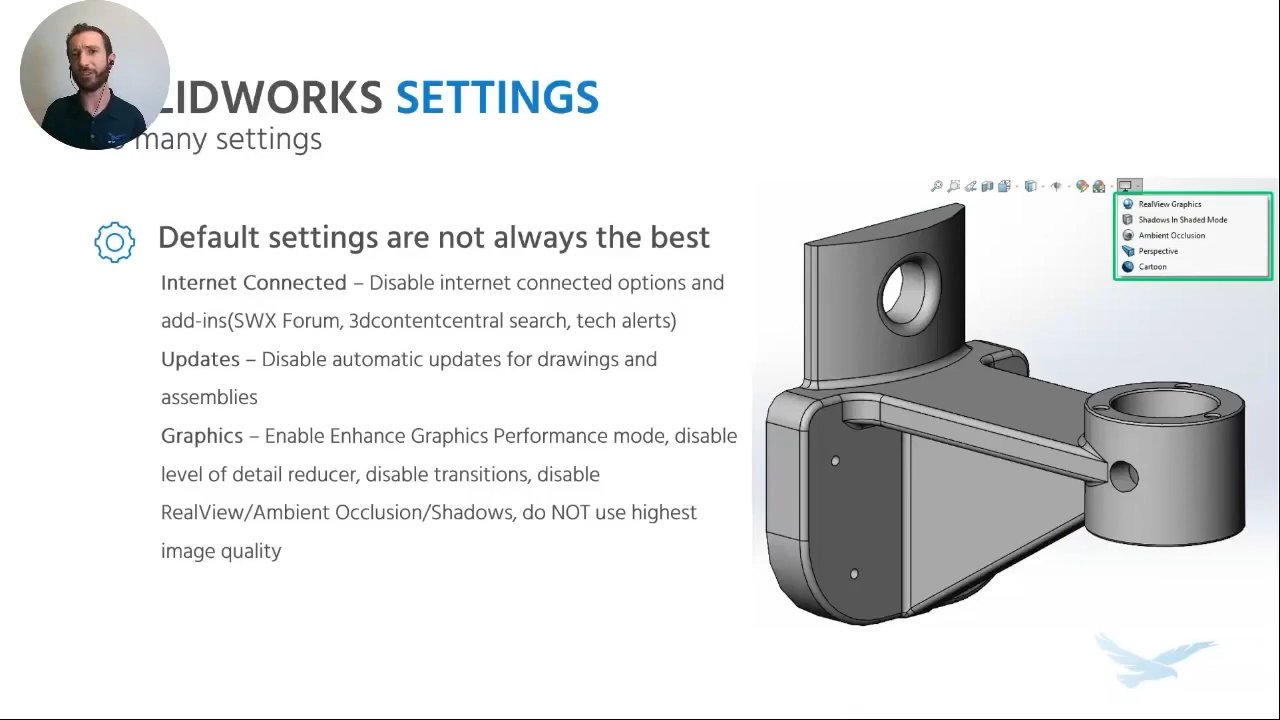 LIDWORKS SETTINGS
many settings
Default settings are not always the best
Internet Connected – Disable internet connected options and
add-ins(SWX Forum, 3dcontentcentral search, tech alerts)
Updates – Disable automatic updates for drawings and
assemblies
Graphics – Enable Enhance Graphics Performance mode, disable
level of detail reducer, disable transitions, disable
RealView/Ambient Occlusion/Shadows, do NOT use highest
image quality
RealView Graphics
Shadows In Shaded Mode
Ambient Occlusion
Perspective
Cartoon